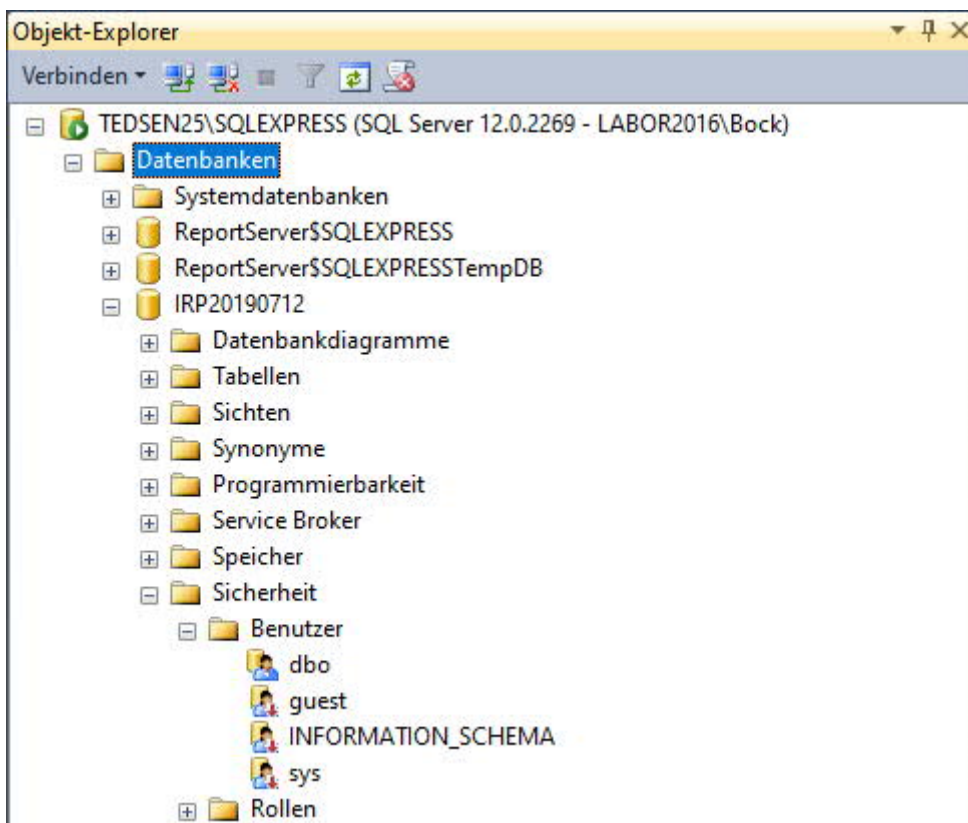 Objekt-Explorer
Verbinden
TEDSEN25\SQLEXPRESS (SQL Server 12.0.2269 - LABOR2016\Bock)
Datenbanken
Systemdatenbanken
ReportServer$SQLEXPRESS
ReportServer$SQLEXPRESSTempDB
IRP20190712
Datenbankdiagramme
Tabellen
Sichten
Synonyme
Programmierbarkeit
Service Broker
Speicher
Sicherheit
Benutzer
dbo
guest
INFORMATION_SCHEMA
sys
Rollen